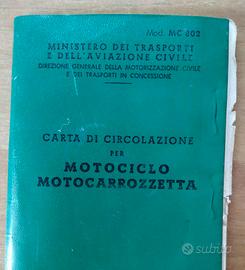 Mod. MC 802
MINISTERO DEI TRASPORTI
E DELL'AVIAZIONE CIVILE
DIREZIONE GENERALE DELLA MOTORIZZAZIONE CIVILE
E DEI TRASPORTI IN CONCESSIONE
CARTA DI CIRCOLAZIONE
PER
MOTOCICLO
MOTOCARROZZETTA
subito